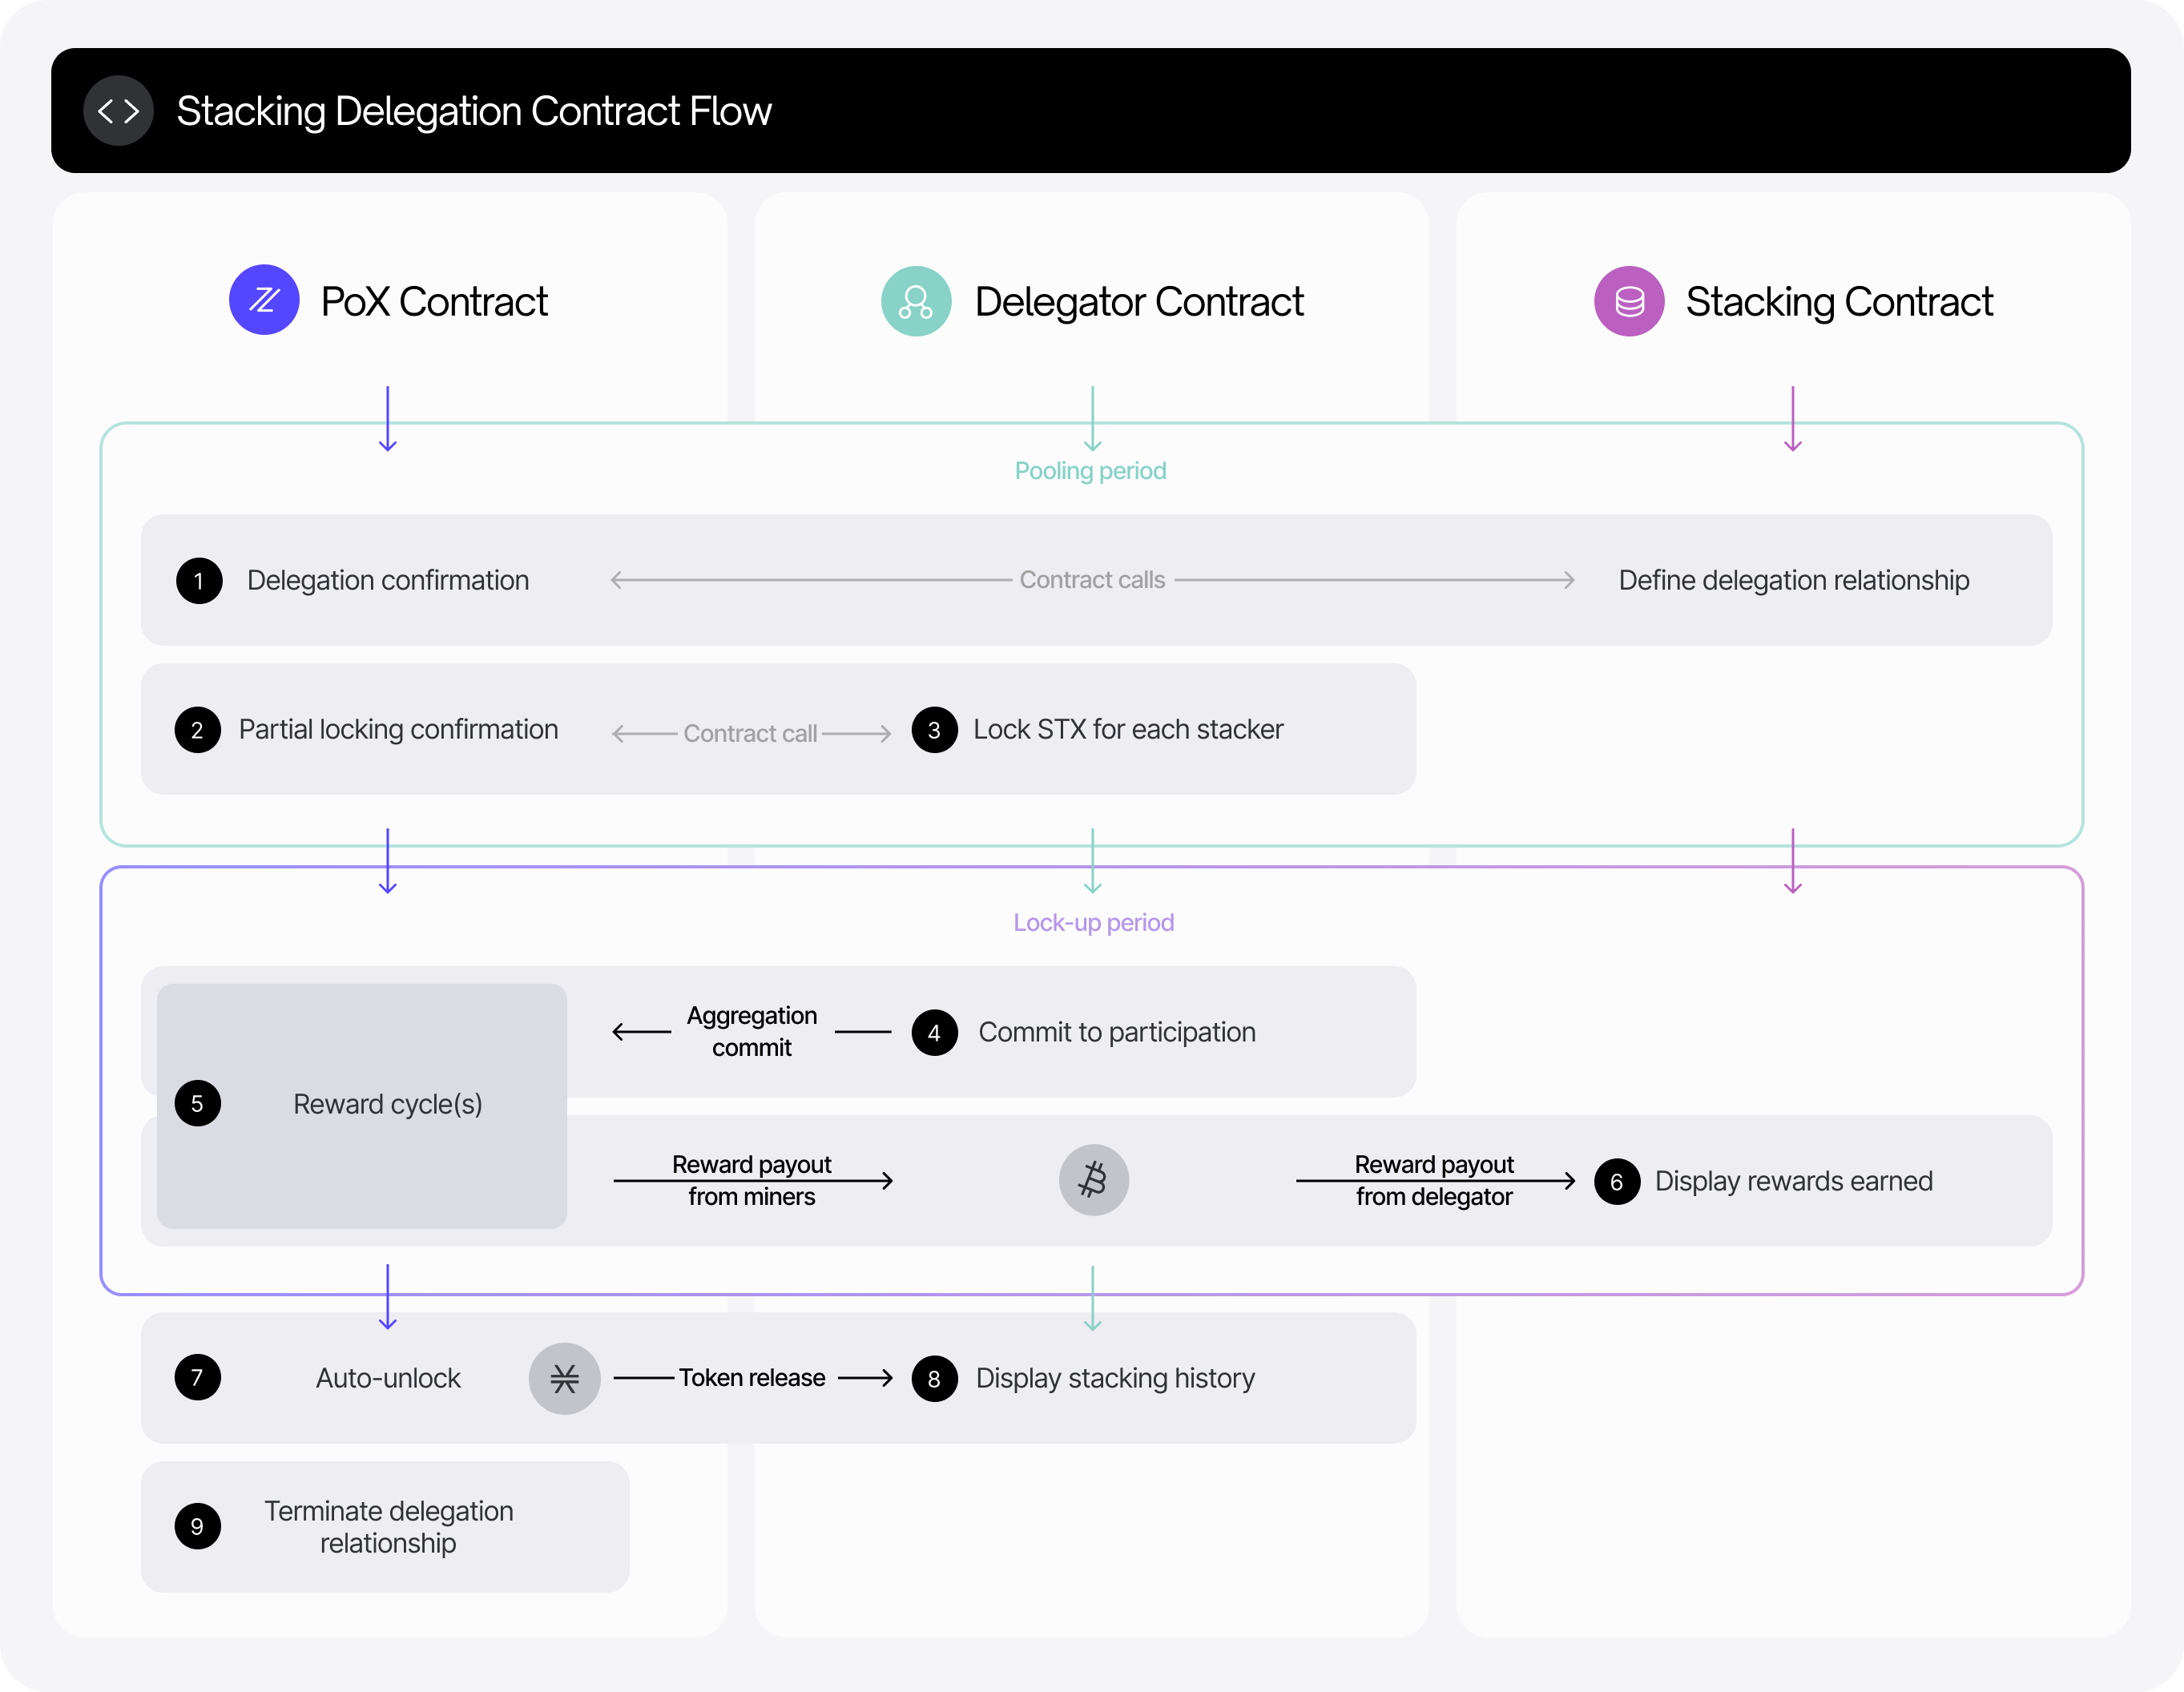 Stacking Delegation Contract Flow
PoX Contract
Delegator Contract
Stacking Contract
Pooling period
1 Delegation confirmation Contract calls Define delegation relationship
2 Partial locking confirmation Contract call 3 Lock STX for each stacker
Lock-up period
Aggregation
commit
4 Commit to participation
5 Reward cycle(s)
Reward payout
from miners
Reward payout
from delegator
6 Display rewards earned
7 Auto-unlock Token release 8 Display stacking history
9 Terminate delegation
relationship